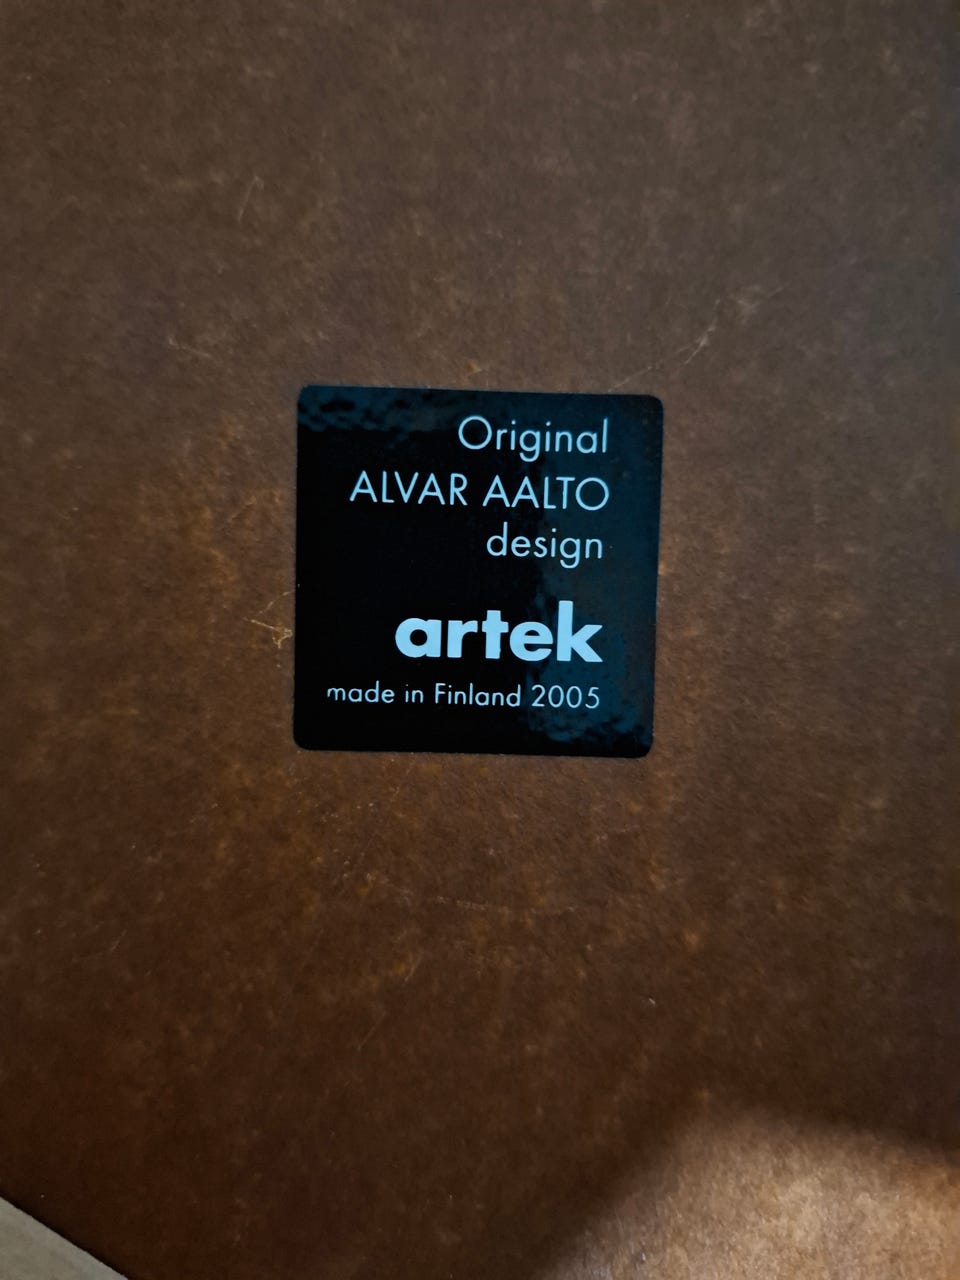 Original
ALVAR AALTO
design
artek
made in Finland 2005